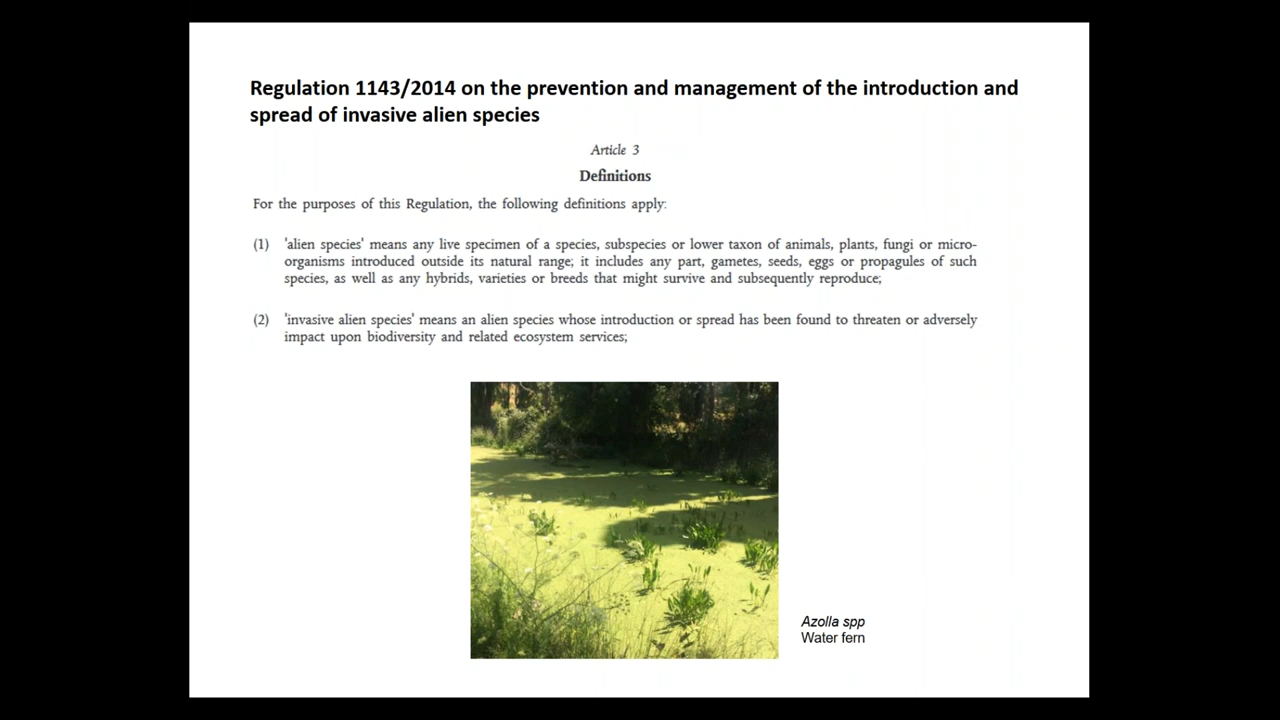 Regulation 1143/2014 on the prevention and management of the introduction and
spread of invasive alien species
Article 3
Definitions
For the purposes of this Regulation, the following definitions apply:
(1) 'alien species' means any live specimen of a species, subspecies or lower taxon of animals, plants, fungi or micro-
organisms introduced outside its natural range; it includes any part, gametes, seeds, eggs or propagules of such
species, as well as any hybrids, varieties or breeds that might survive and subsequently reproduce;
(2) 'invasive alien species' means an alien species whose introduction or spread has been found to threaten or adversely
impact upon biodiversity and related ecosystem services;
Azolla spp
Water fern